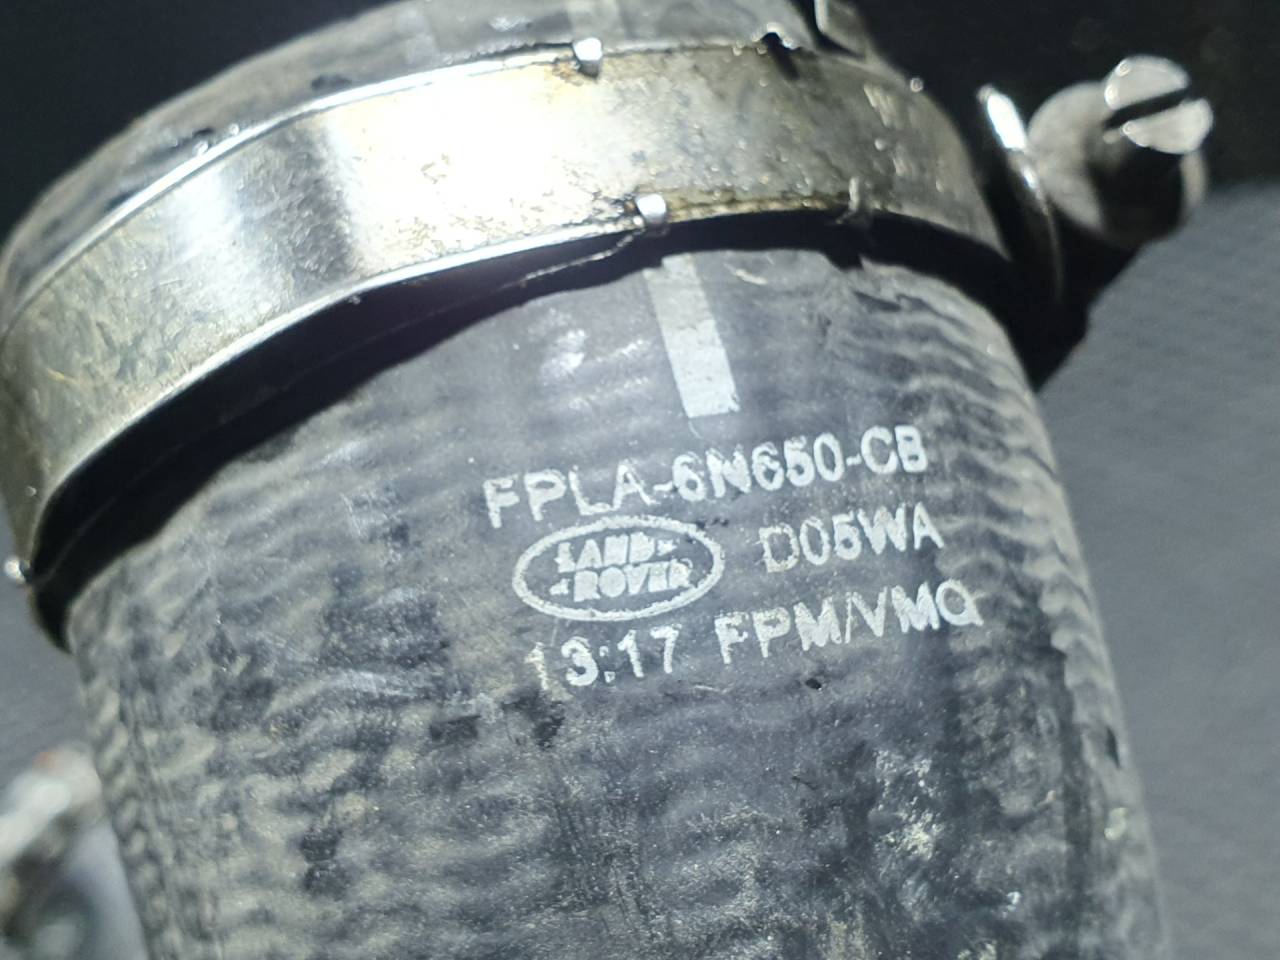 FPLA-6N650-CB
LAND-
-ROVER
D05WA
13:17 FPM/VMQ